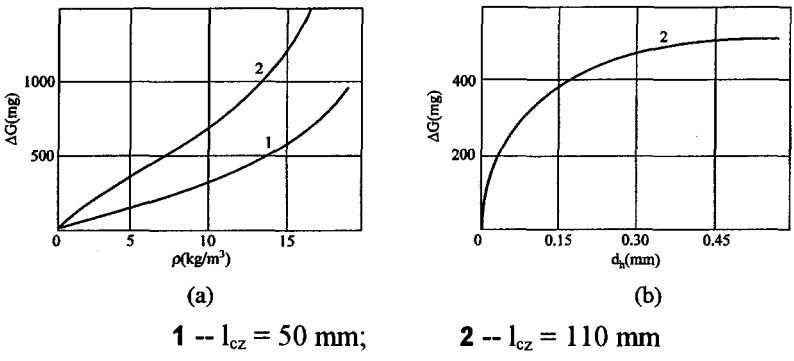 ΔG(mg)
1000
500
0
5
10
15
ρ(kg/m³)
2
1
(a)
ΔG(mg)
400
200
0
0.15
0.30
0.45
dₕ(mm)
2
(b)
1 -- l_cz = 50 mm; 2 -- l_cz = 110 mm